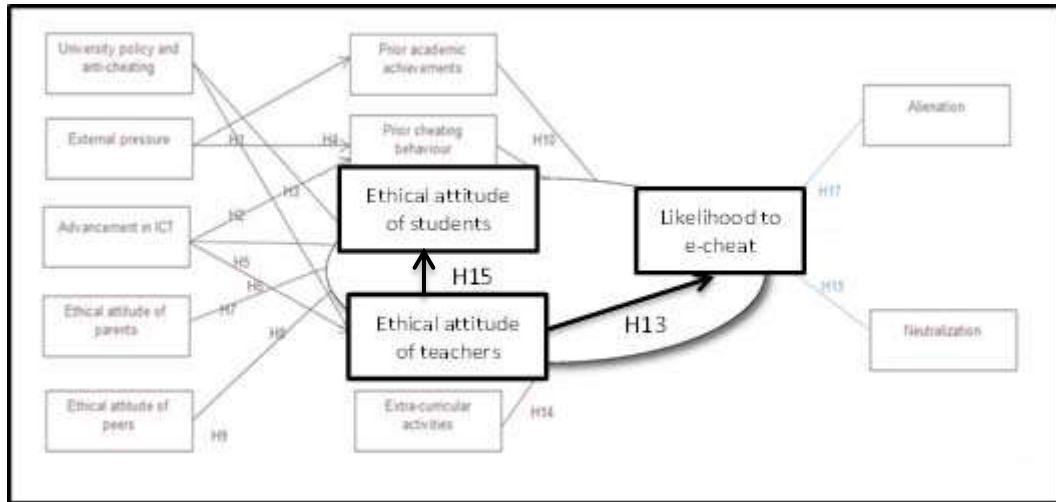 University policy and
anti-cheating
Prior academic
achievements
Alienation
External pressure
H1
H4
Prior cheating
behaviour
H10
H3
Ethical attitude
of students
Likelihood to
e-cheat
H17
Advancement in ICT
H2
H5
H6
H15
H7
Ethical attitude of
parents
H8
Ethical attitude
of teachers
H13
Neutralization
Ethical attitude of
peers
H9
Extra-curricular
activities
H14